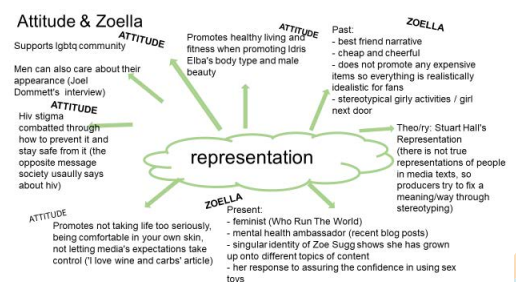 Attitude & Zoella
Supports lgbtq community
ATTITUDE
Men can also care about their
appearance (Joel
Dommett's interview)
ATTITUDE
Promotes healthy living and
fitness when promoting Idris
Elba's body type and male
beauty
ZOELLA
Past:
- best friend narrative
- cheap and cheerful
- does not promote any expensive
items so everything is realistically
idealistic for fans
- stereotypical girly activities / girl
next door
ATTITUDE
Hiv stigma
combatted through
how to prevent it and
stay safe from it (the
opposite message
society usaully says
about hiv)
representation
Theo/ry: Stuart Hall's
Representation
(there is not true
representations of people
in media texts, so
producers try to fix a
meaning/way through
stereotyping)
ATTITUDE
Promotes not taking life too seriously,
being comfortable in your own skin,
not letting media's expectations take
control ('I love wine and carbs' article)
ZOELLA
Present:
- feminist (Who Run The World)
- mental health ambassador (recent blog posts)
- singular identity of Zoe Sugg shows she has grown
up onto different topics of content
- her response to assuring the confidence in using sex
toys